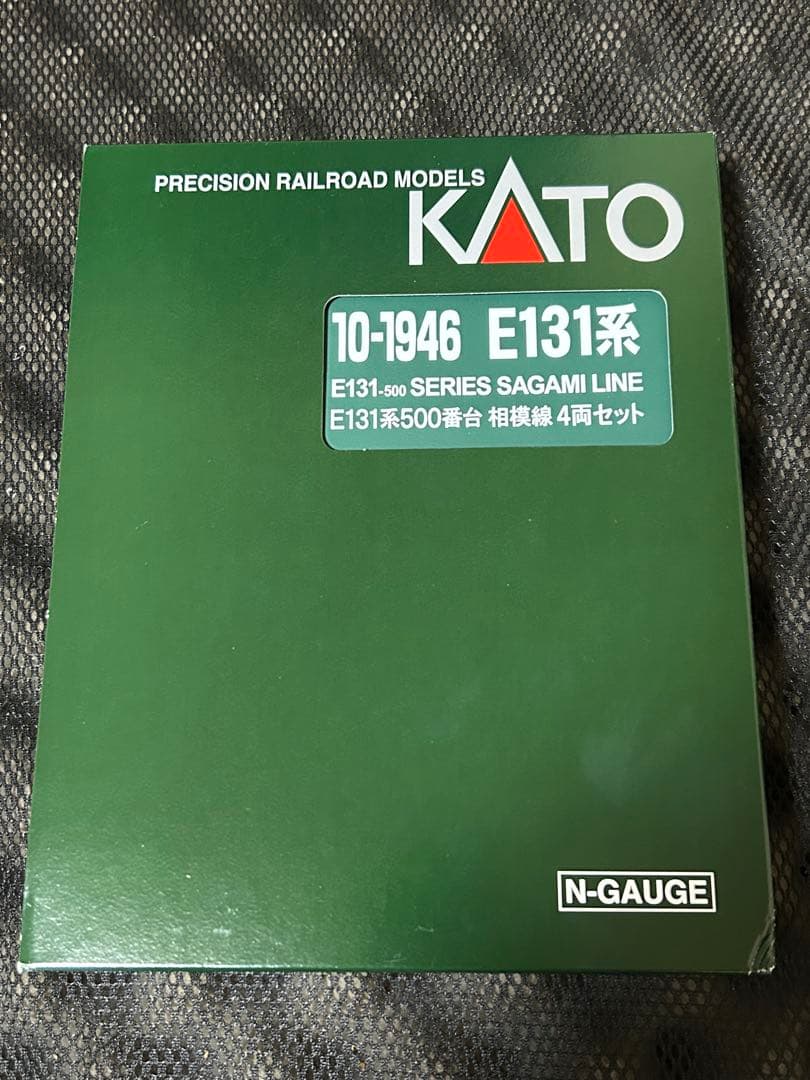 PRECISION RAILROAD MODELS
KATO
10-1946 E131系
E131-500 SERIES SAGAMI LINE
E131系500番台 相模線 4両セット
N-GAUGE